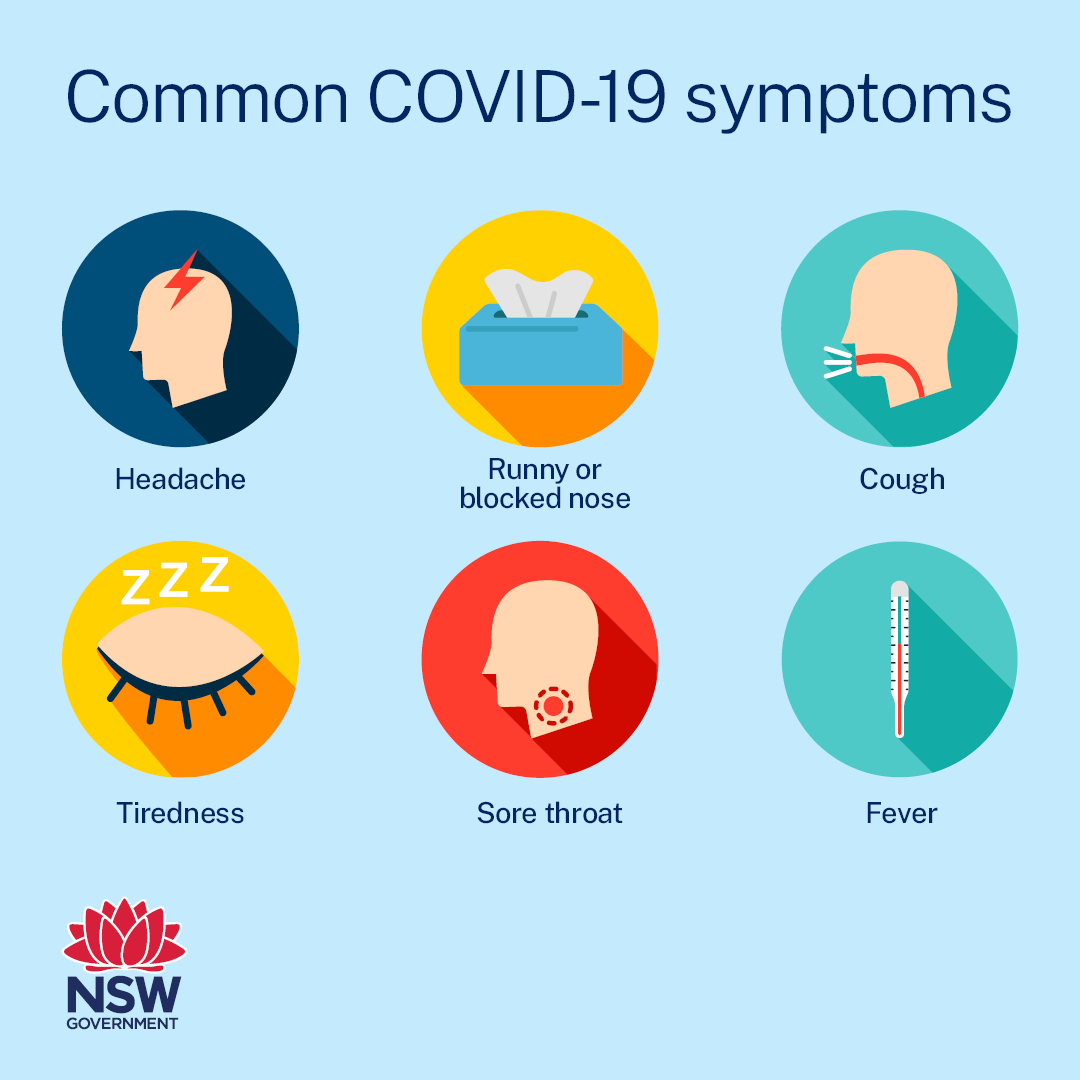 Common COVID-19 symptoms
Headache
Runny or
blocked nose
Cough
Z Z Z
Tiredness
Sore throat
Fever
NSW
GOVERNMENT